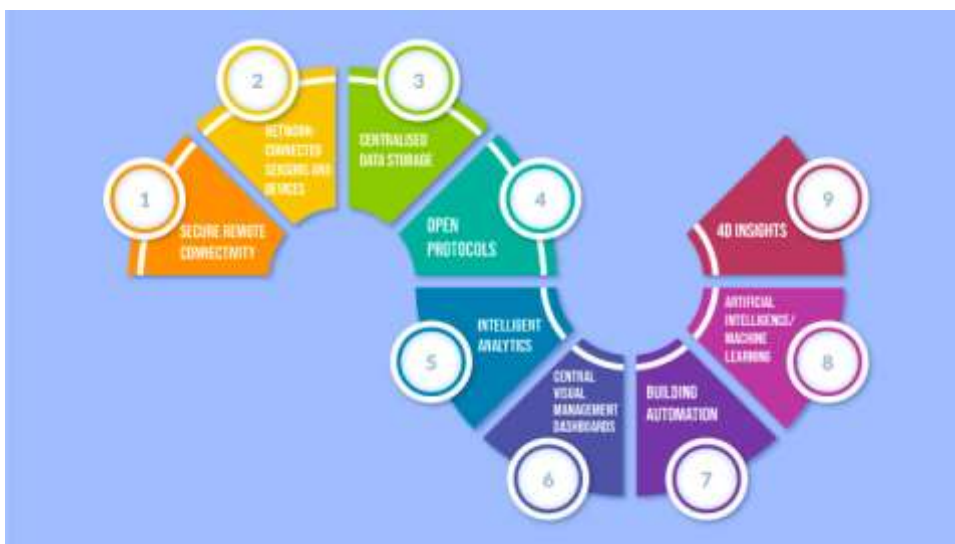 1
SECURE REMOTE
CONNECTIVITY
2
NETWORK-
CONNECTED
SENSORS AND
DEVICES
3
CENTRALISED
DATA STORAGE
4
OPEN
PROTOCOLS
5
INTELLIGENT
ANALYTICS
6
CENTRAL
VISUAL
MANAGEMENT
DASHBOARDS
7
BUILDING
AUTOMATION
8
ARTIFICIAL
INTELLIGENCE/
MACHINE
LEARNING
9
4D INSIGHTS